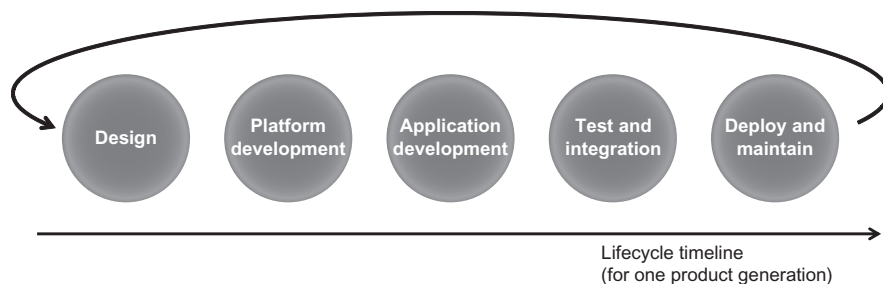 Design
Platform
development
Application
development
Test and
integration
Deploy and
maintain
Lifecycle timeline
(for one product generation)